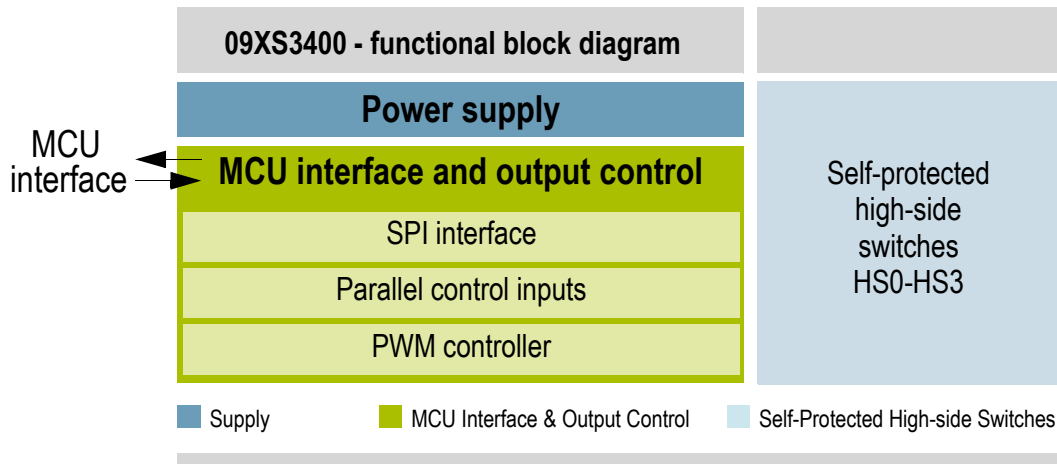 09XS3400 - functional block diagram
Power supply
MCU
interface
MCU interface and output control
SPI interface
Parallel control inputs
PWM controller
Self-protected
high-side
switches
HS0-HS3
Supply
MCU Interface & Output Control
Self-Protected High-side Switches